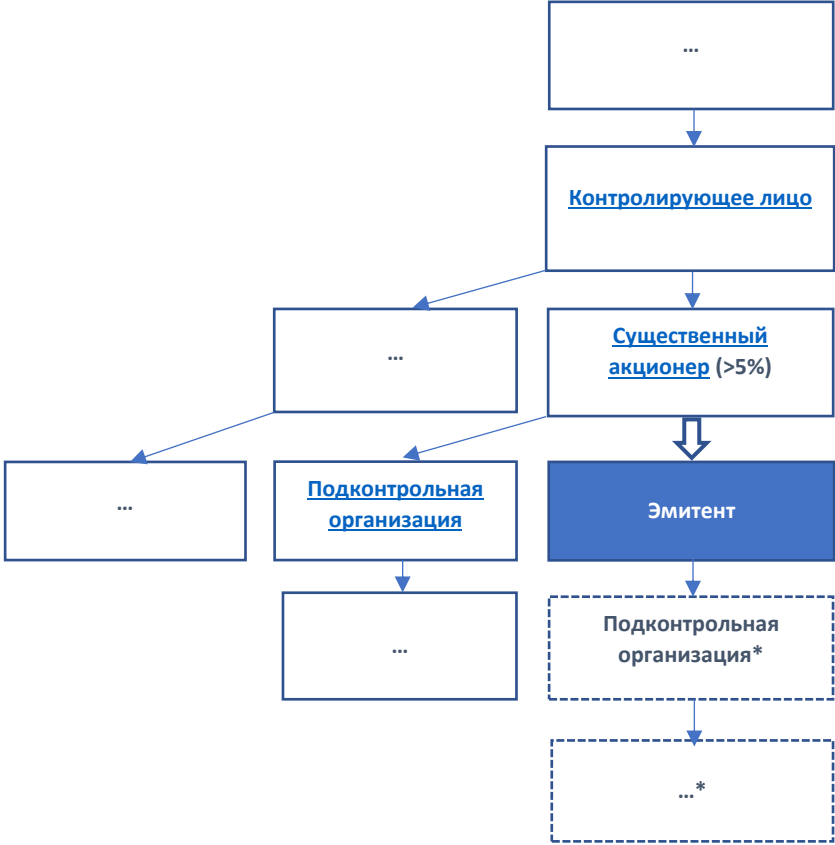 …
Контролирующее лицо
…
Существенный
акционер (>5%)
…
Подконтрольная
организация
Эмитент
…
Подконтрольная
организация*
…*